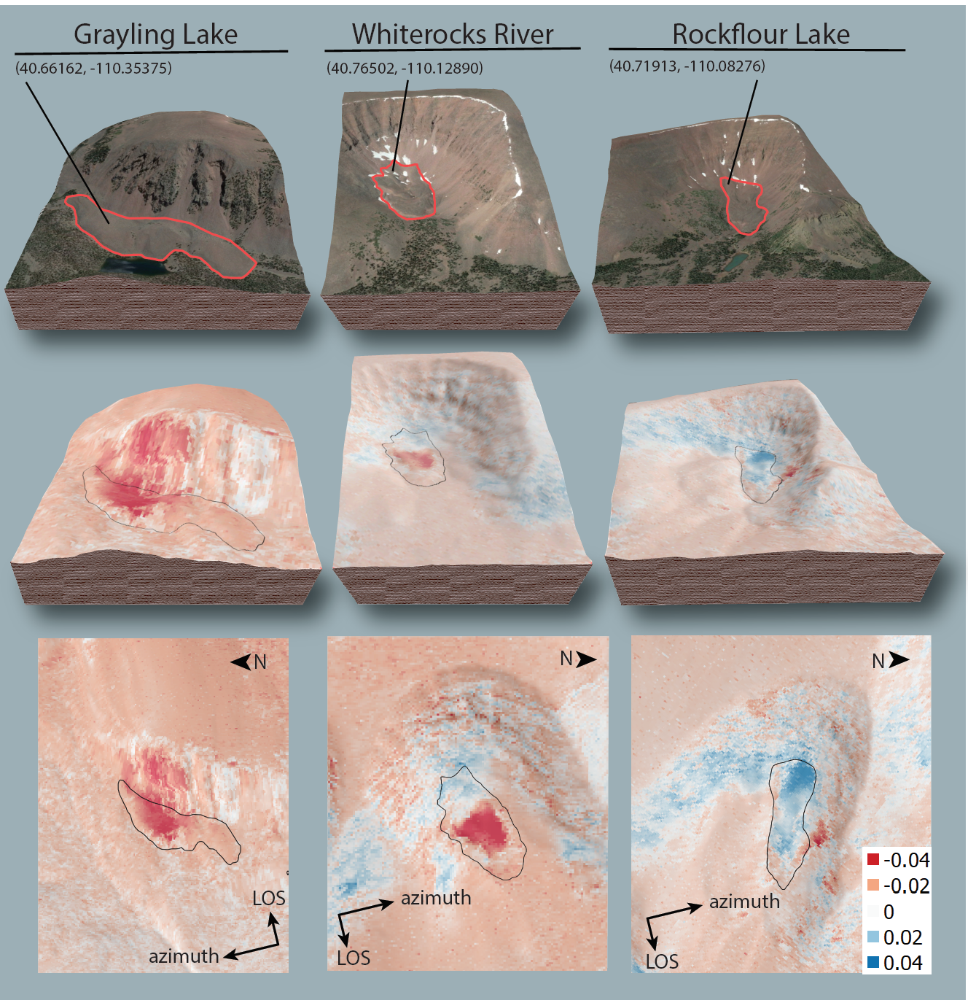 Grayling Lake
(40.66162, -110.35375)
Whiterocks River
(40.76502, -110.12890)
Rockflour Lake
(40.71913, -110.08276)
N
LOS
azimuth
N
azimuth
LOS
N
azimuth
LOS
-0.04
-0.02
0
0.02
0.04